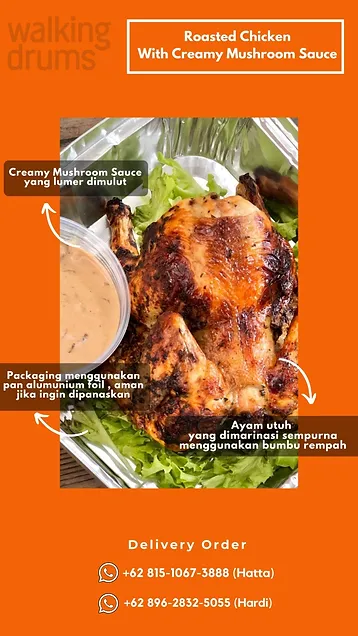 walking
drums
Roasted Chicken
With Creamy Mushroom Sauce
Creamy Mushroom Sauce
yang lumer dimulut
Packaging menggunakan
pan alumunium foil , aman
jika ingin dipanaskan
Ayam utuh
yang dimarinasi sempurna
menggunakan bumbu rempah
Delivery Order
+62 815-1067-3888 (Hatta)
+62 896-2832-5055 (Hardi)